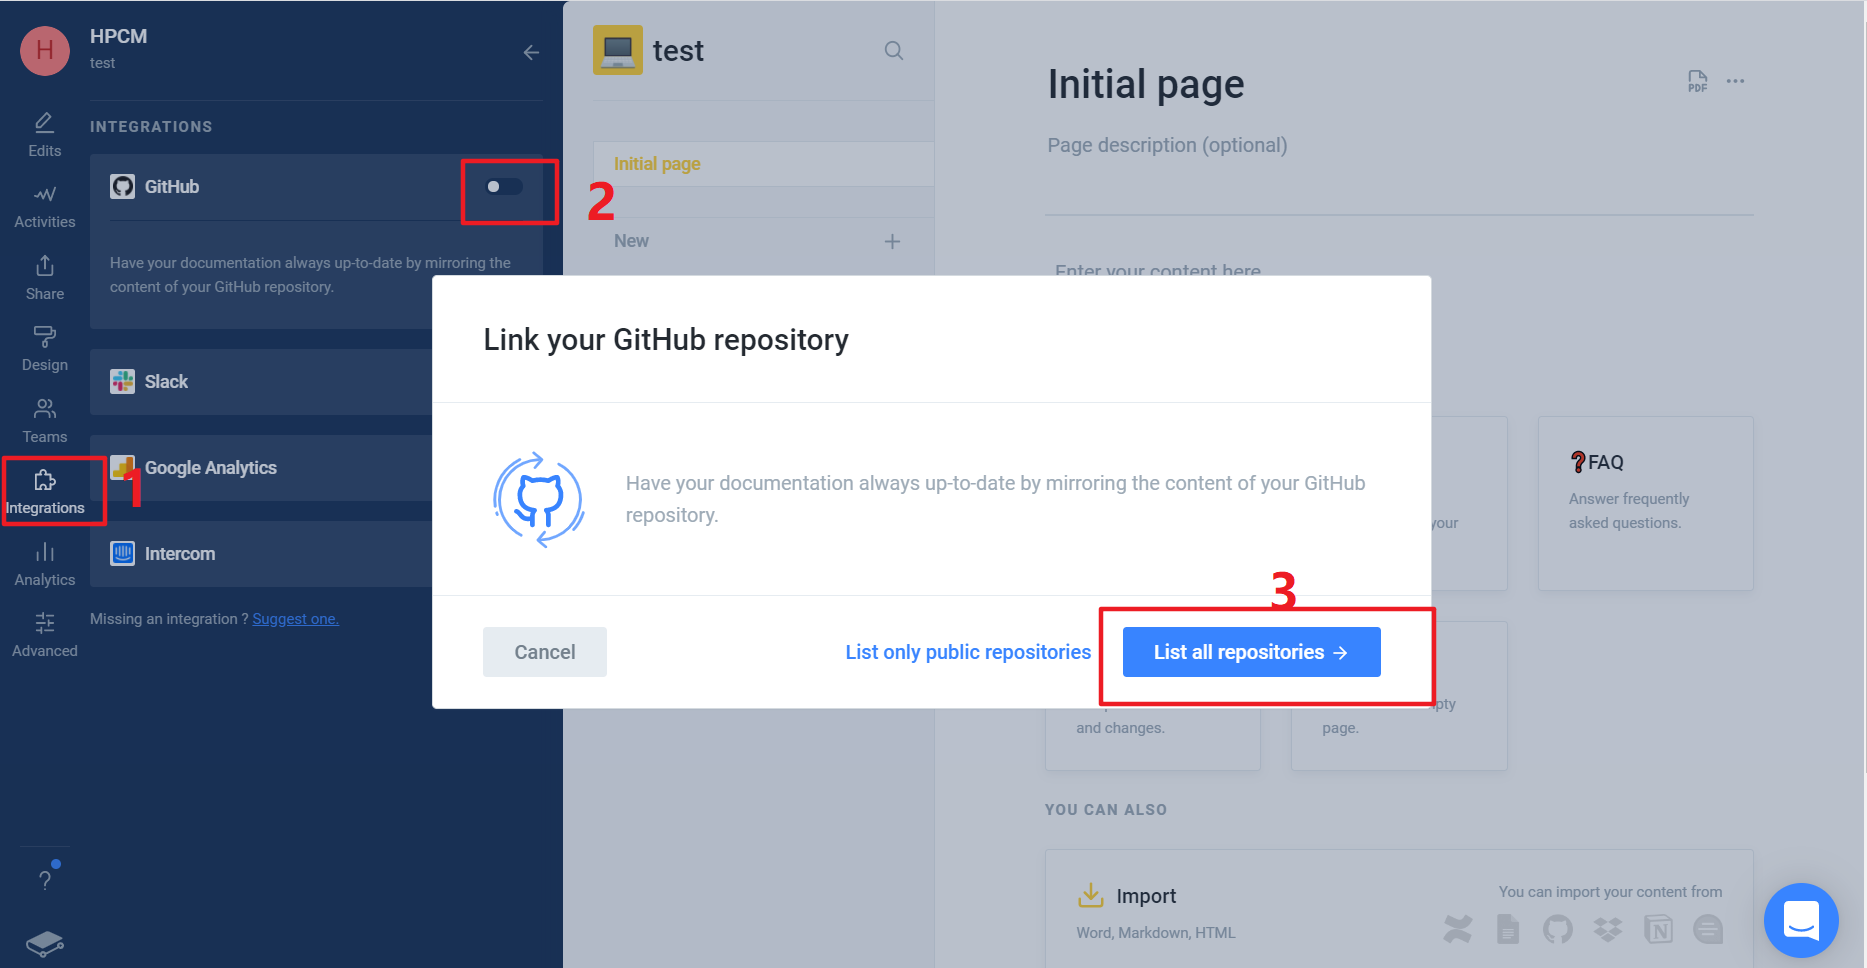 H
HPCM
test
Edits
Activities
Share
Design
Teams
Integrations
Analytics
Advanced
?
INTEGRATIONS
GitHub
2
Have your documentation always up-to-date by mirroring the
content of your GitHub repository.
Slack
Google Analytics
1
Intercom
Missing an integration ? Suggest one.
test
Initial page
New
Initial page
PDF
Page description (optional)
Enter your content here
Link your GitHub repository
Have your documentation always up-to-date by mirroring the content of your GitHub
repository.
3
Cancel
List only public repositories
List all repositories
your
?FAQ
Answer frequently
asked questions.
and changes.
page.
YOU CAN ALSO
Import
Word, Markdown, HTML
You can import your content from
N